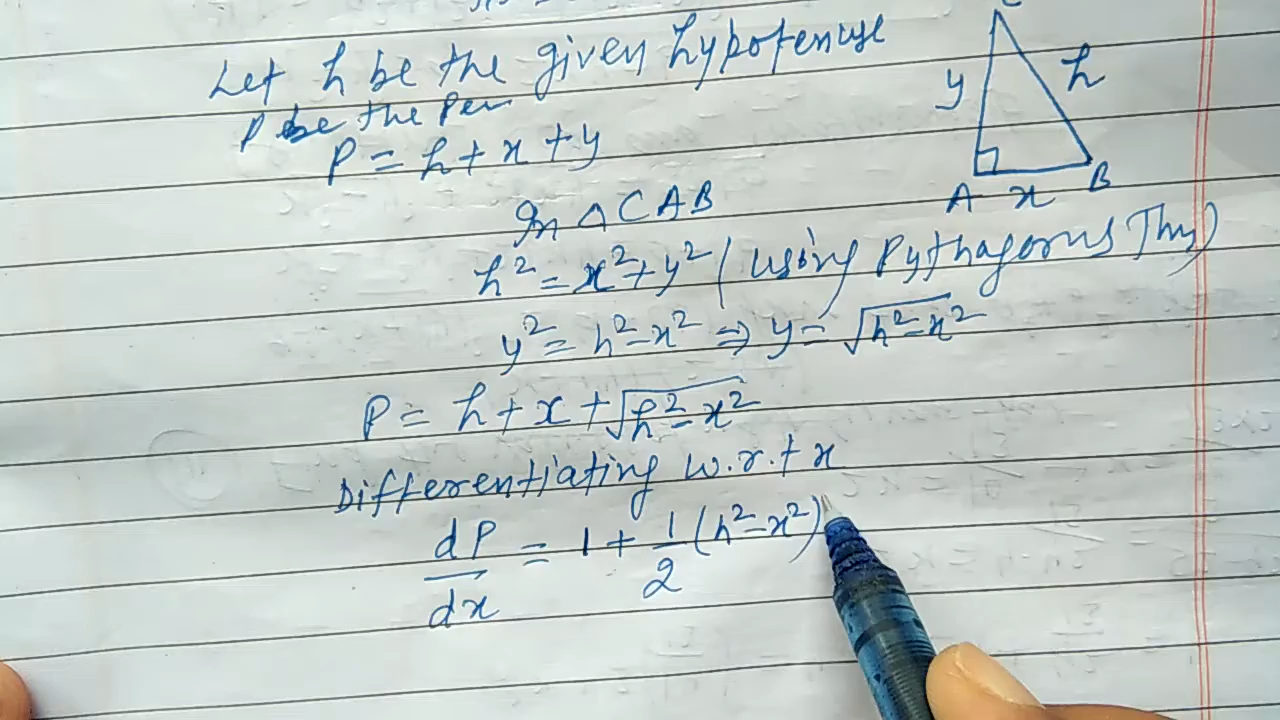 Let h be the given hypotenuse
P be the Per
P = h + x + y
In △ CAB
h² = x² + y² ( using Pythagorus Thm)
y² = h² - x² ⇒ y = √h² - x²
P = h + x + √h² - x²
Differentiating w.r.t x
dP/dx = 1 + 1/2 (h² - x²)
y
h
A x B